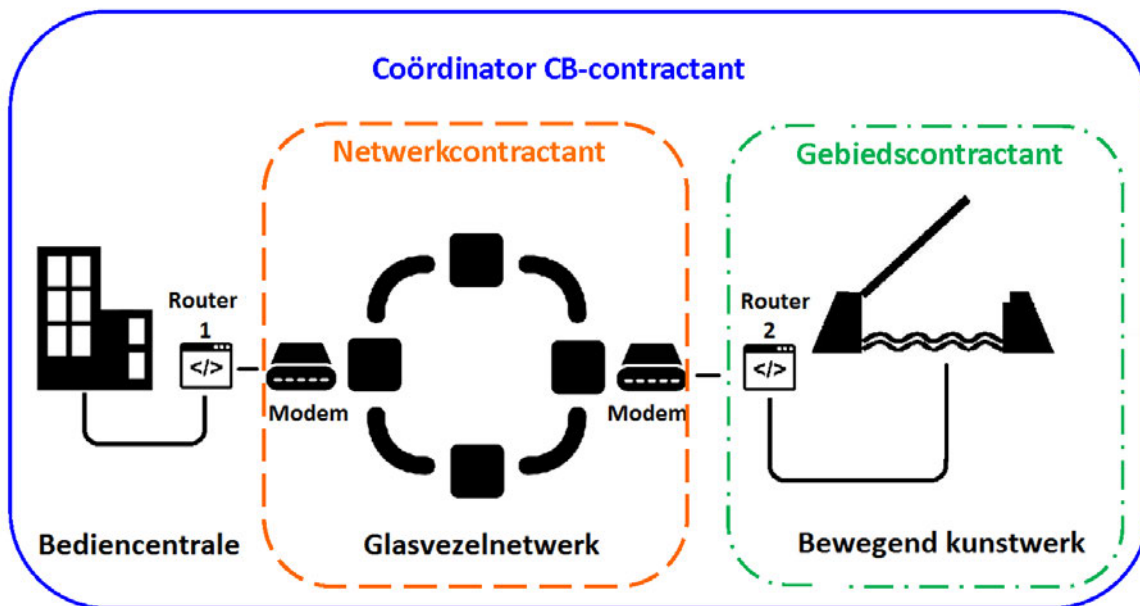 Coördinator CB-contractant
Netwerkcontractant
Gebiedscontractant
Router
1
</>
Modem
Modem
Router
2
</>
Bediencentrale
Glasvezelnetwerk
Bewegend kunstwerk